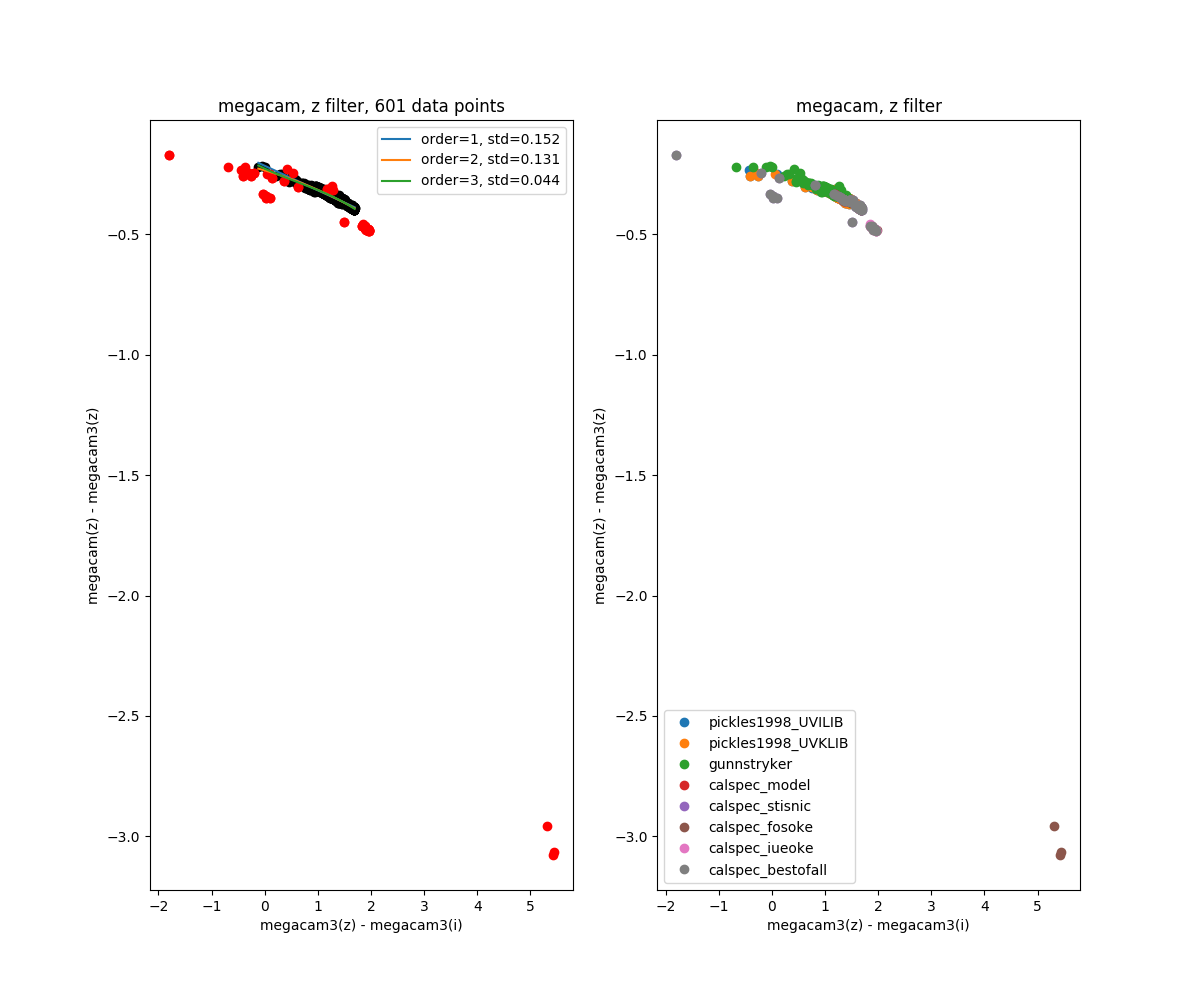 megacam, z filter, 601 data points
order=1, std=0.152
order=2, std=0.131
order=3, std=0.044
−0.5
−1.0
−1.5
−2.0
−2.5
−3.0
megacam(z) - megacam3(z)
−2
−1
0
1
2
3
4
5
megacam3(z) - megacam3(i)
megacam, z filter
−0.5
−1.0
−1.5
−2.0
−2.5
−3.0
megacam(z) - megacam3(z)
pickles1998_UVILIB
pickles1998_UVKLIB
gunnstryker
calspec_model
calspec_stisnic
calspec_fosoke
calspec_iueoke
calspec_bestofall
−2
−1
0
1
2
3
4
5
megacam3(z) - megacam3(i)